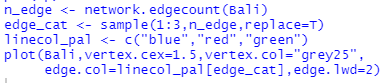 n_edge <- network.edgecount(Bali)
edge_cat <- sample(1:3,n_edge,replace=T)
linecol_pal <- c("blue","red","green")
plot(Bali,vertex.cex=1.5,vertex.col="grey25",
edge.col=linecol_pal[edge_cat],edge.lwd=2)